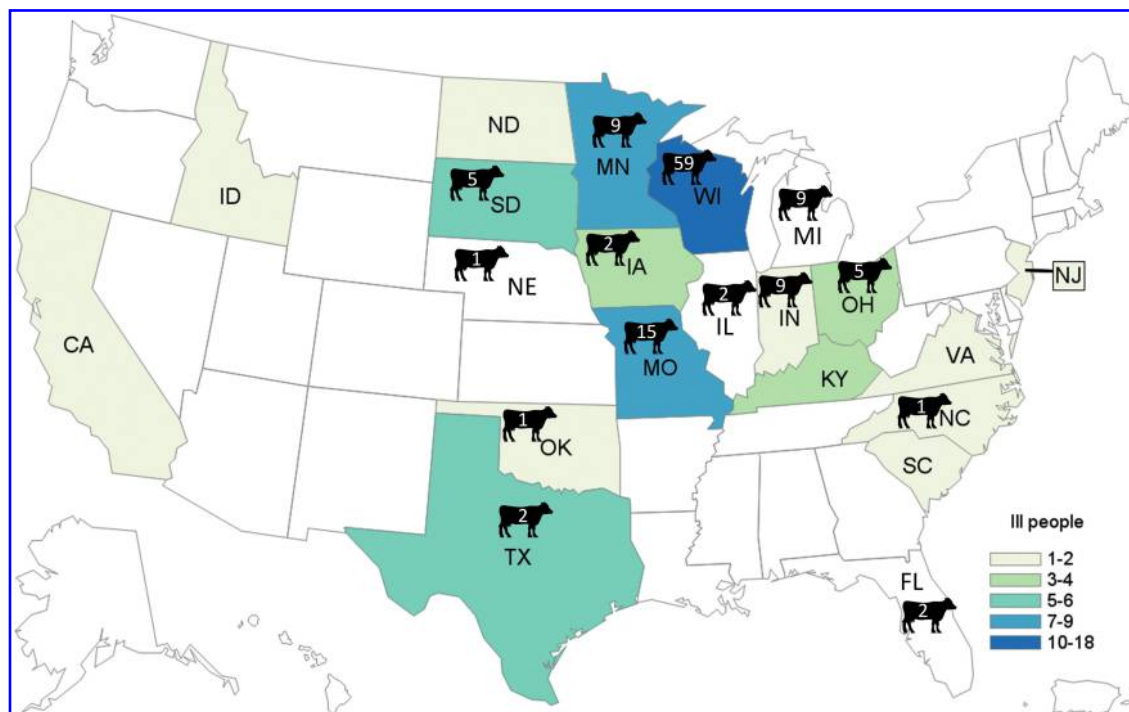 ND
9
MN
59
WI
5
SD
ID
9
MI
2
IA
1
NE
5
OH
NJ
2
IL
9
IN
CA
15
MO
KY
VA
1
OK
1
NC
SC
2
TX
Ill people
1-2
3-4
5-6
7-9
10-18
FL
2